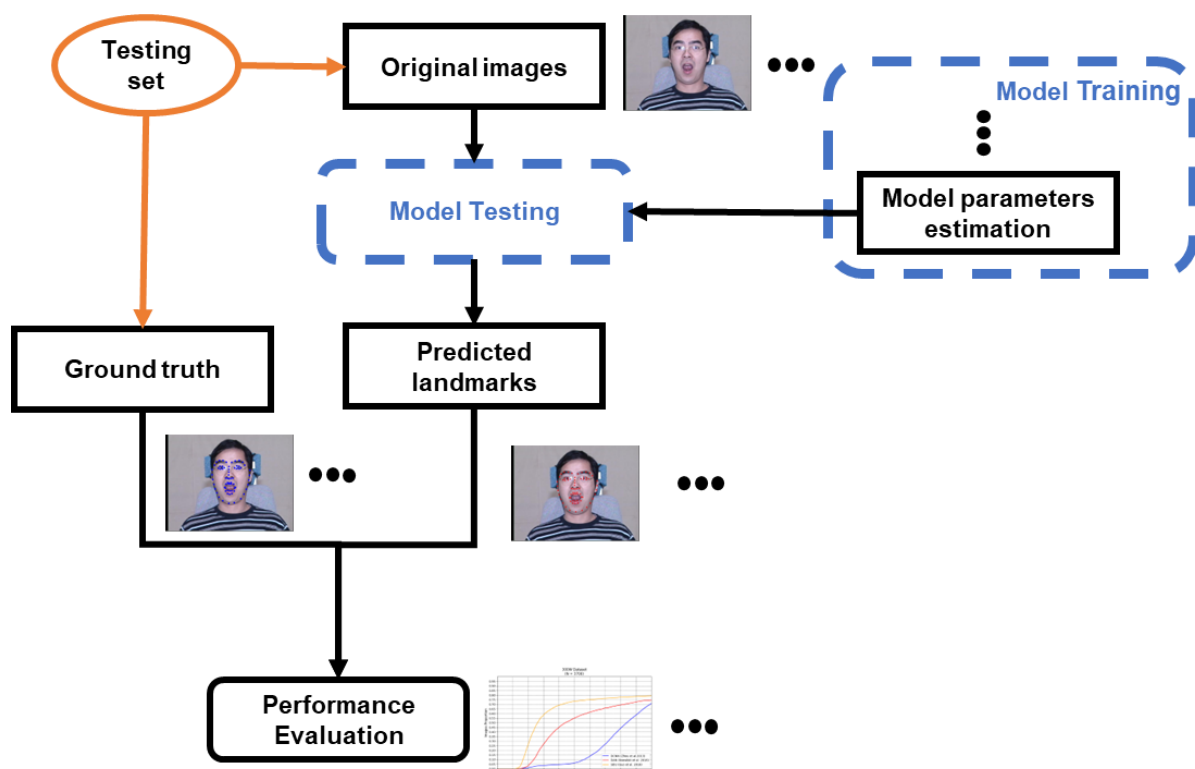 Testing
set
Original images
Model Training
Model parameters
estimation
Model Testing
Ground truth
Predicted
landmarks
Performance
Evaluation